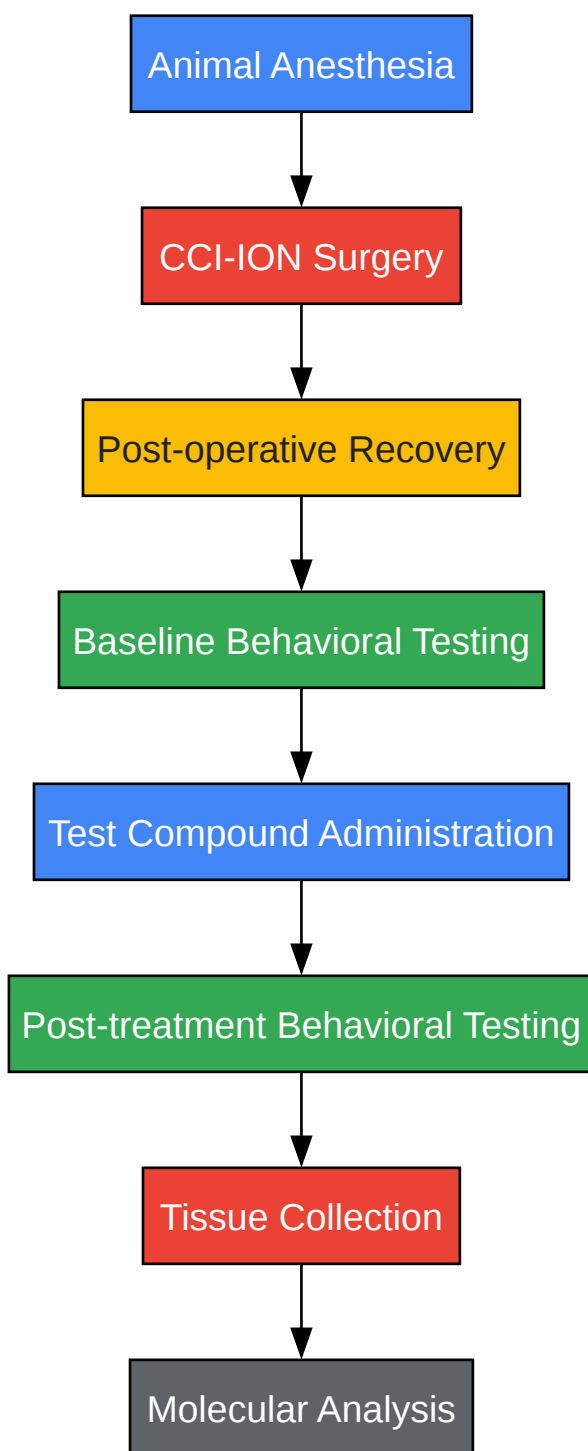 Animal Anesthesia
CCI-ION Surgery
Post-operative Recovery
Baseline Behavioral Testing
Test Compound Administration
Post-treatment Behavioral Testing
Tissue Collection
Molecular Analysis